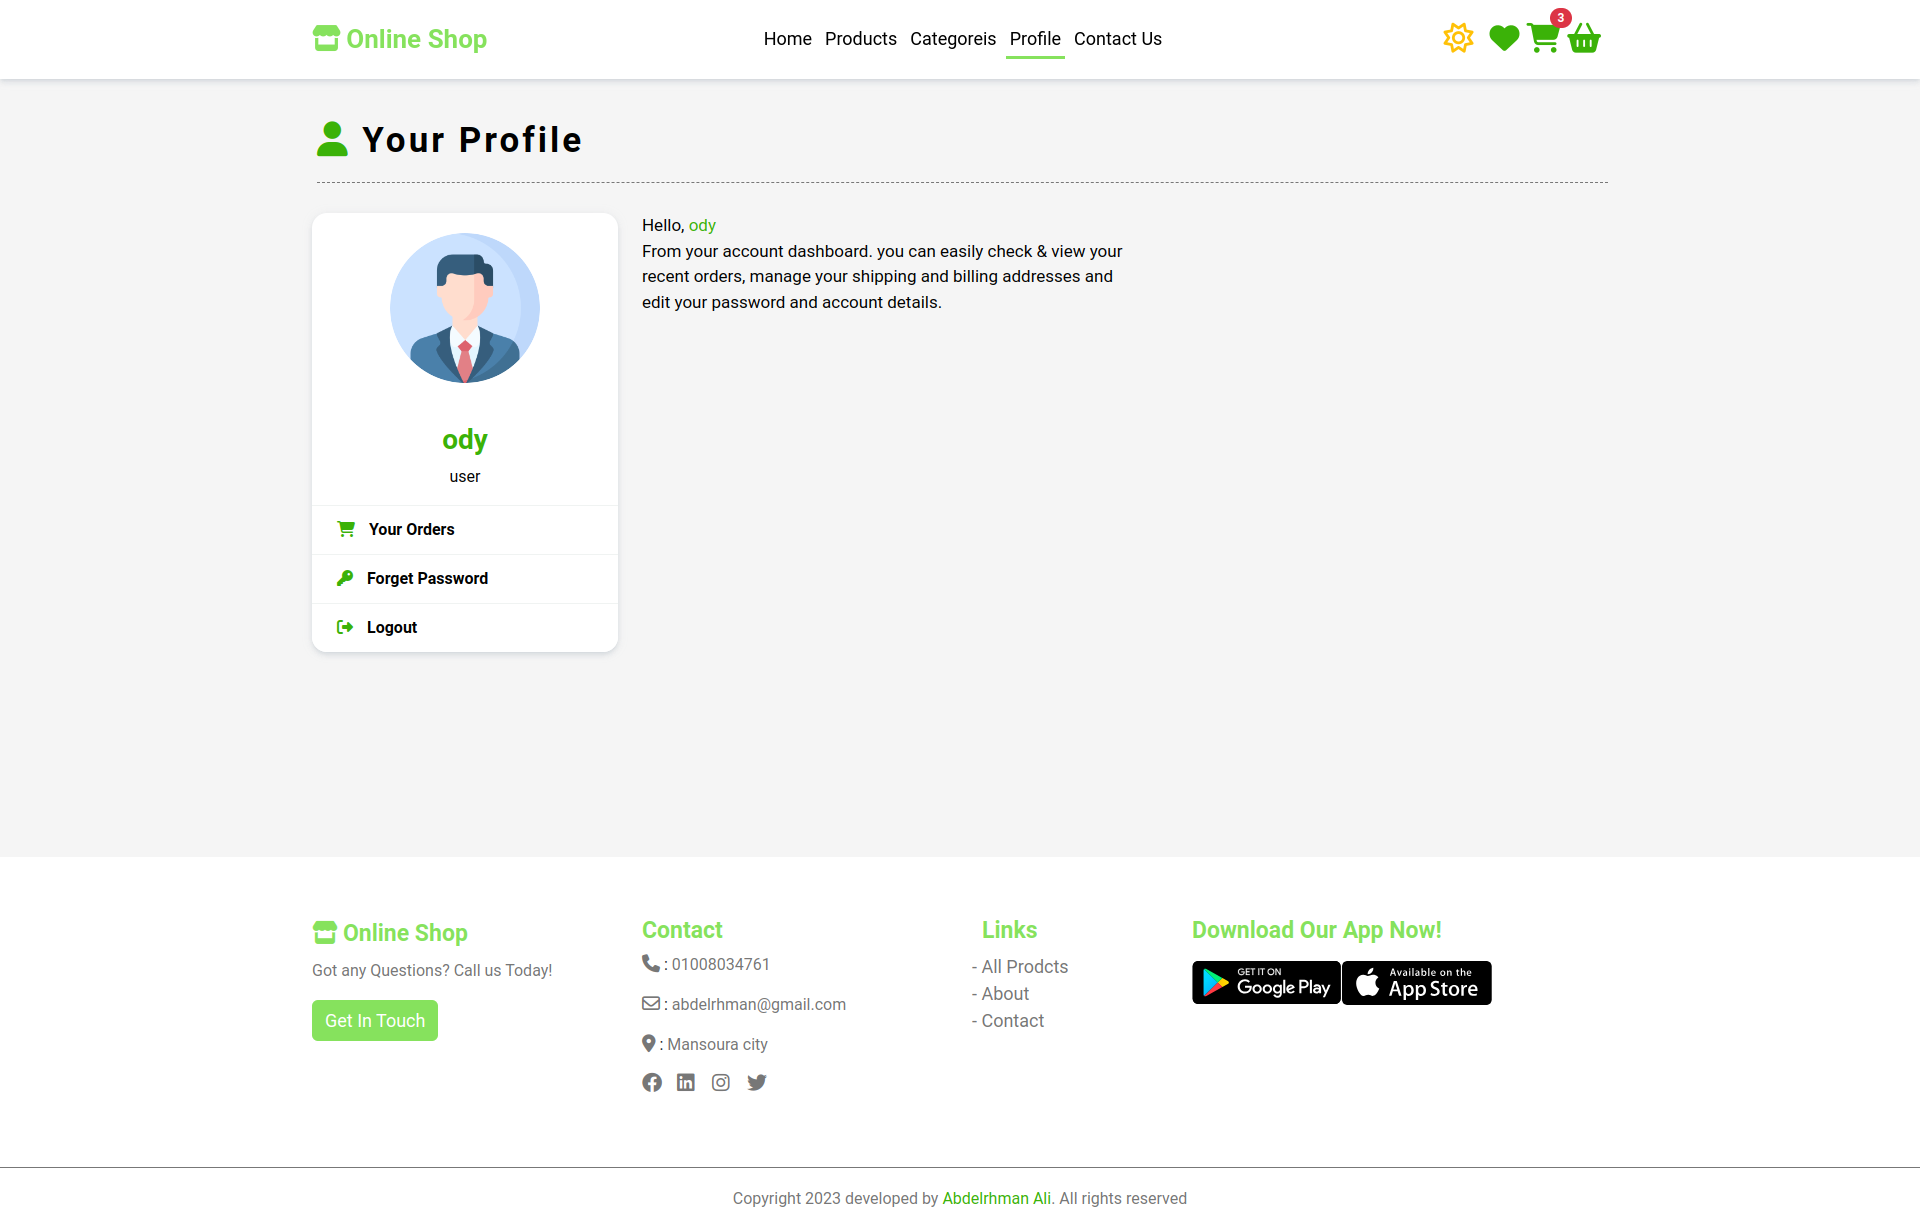 Online Shop
Home Products Categoreis Profile Contact Us
3
Your Profile
Hello, ody
From your account dashboard. you can easily check & view your
recent orders, manage your shipping and billing addresses and
edit your password and account details.
ody
user
Your Orders
Forget Password
Logout
Online Shop
Got any Questions? Call us Today!
Get In Touch
Contact
: 01008034761
: abdelrhman@gmail.com
: Mansoura city
Links
- All Prodcts
- About
- Contact
Download Our App Now!
GET IT ON
Google Play
Available on the
App Store
Copyright 2023 developed by Abdelrhman Ali. All rights reserved